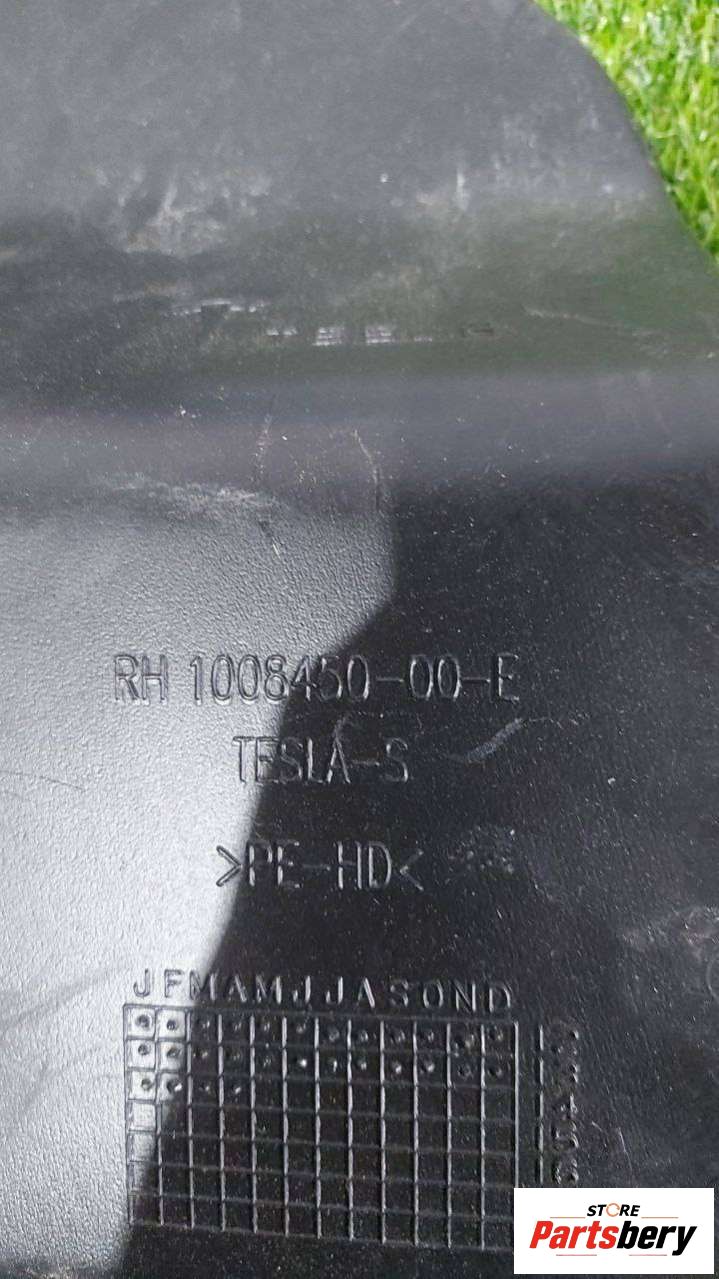 RH 1008450-00-E
TESLA-S
>PE-HD<
JFMAMJJASOND
STORE
Partsbery